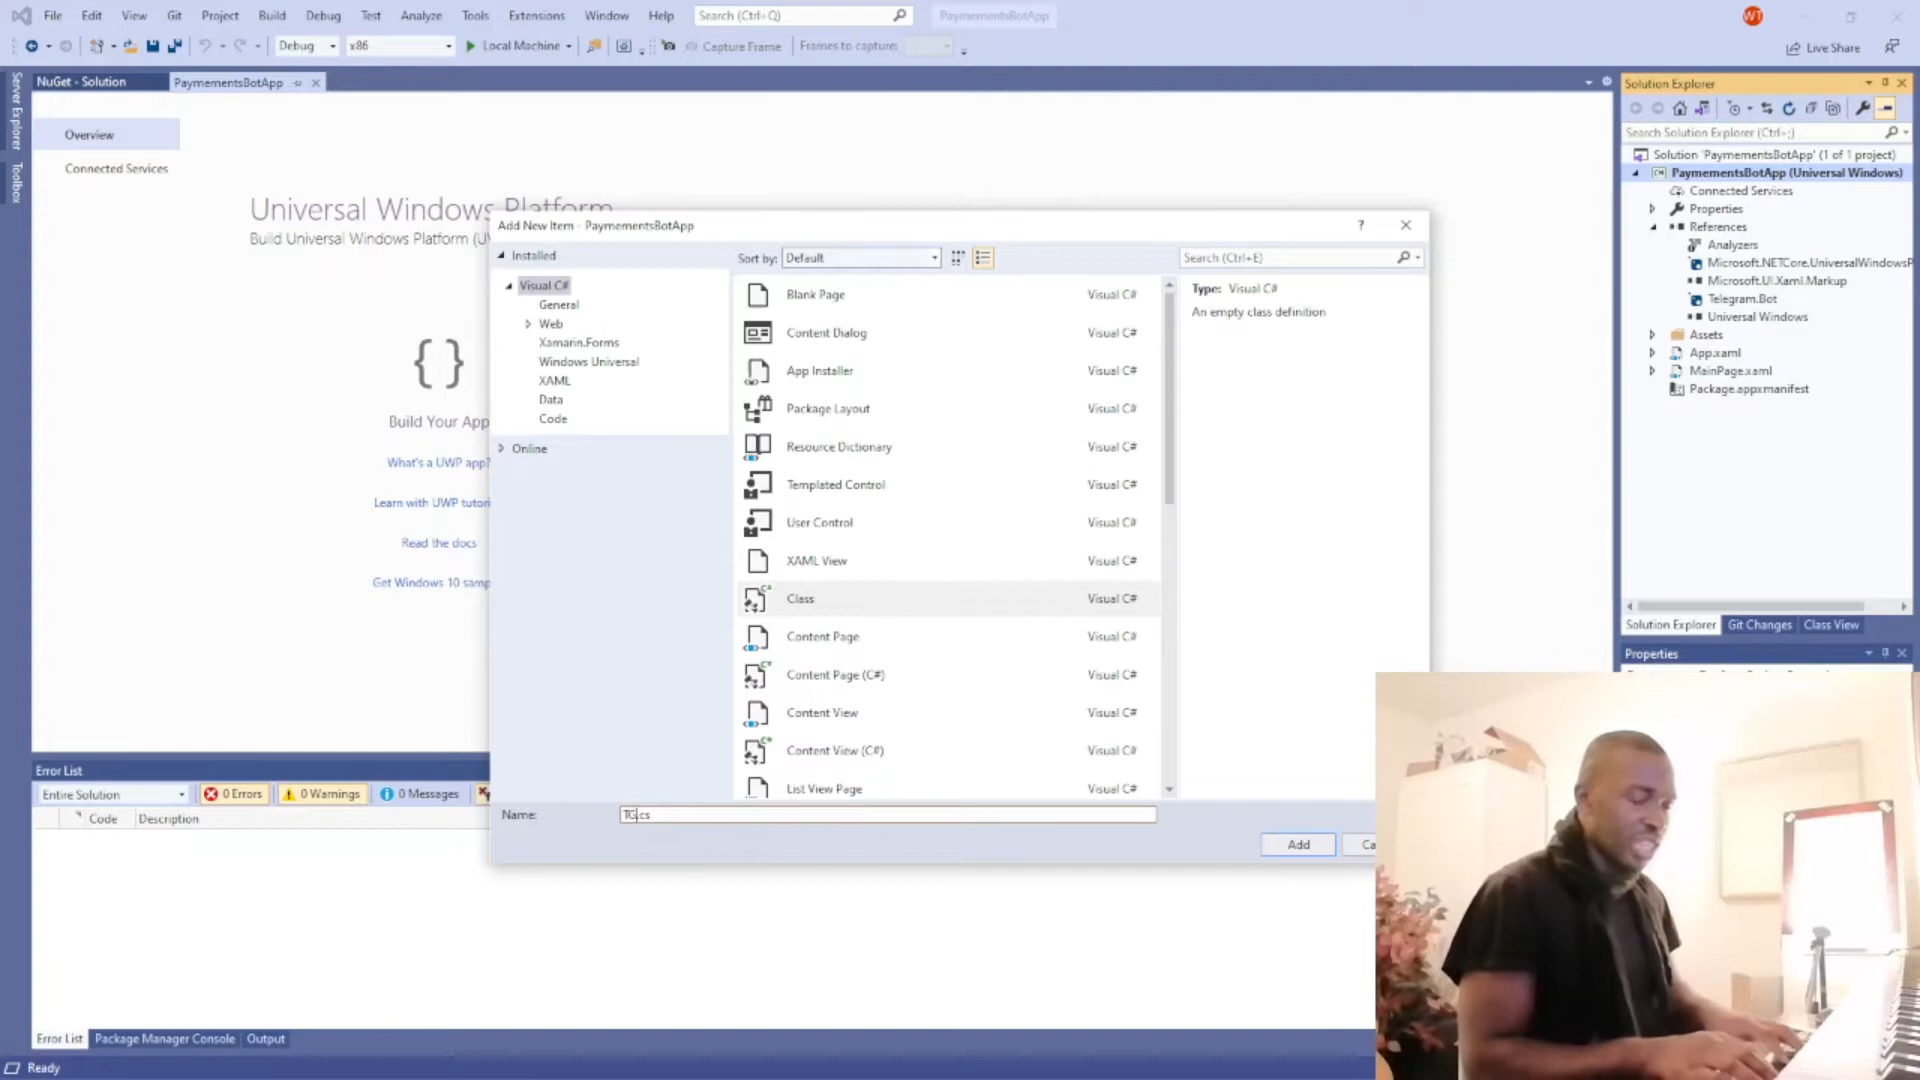 File Edit View Git Project Build Debug Test Analyze Tools Extensions Window Help Search (Ctrl+Q) PaymementsBotApp WT
Debug x86 Local Machine Capture Frame Frames to capture: Live Share
Server Explorer
Toolbox
NuGet - Solution PaymementsBotApp
Overview
Connected Services
Universal Windows Platform
Build Universal Windows Platform (U
Build Your App
What's a UWP app?
Learn with UWP tutori
Read the docs
Get Windows 10 samp
Add New Item - PaymementsBotApp
Installed
Visual C#
General
Web
Xamarin.Forms
Windows Universal
XAML
Data
Code
Online
Sort by: Default
Search (Ctrl+E)
Blank Page Visual C#
Content Dialog Visual C#
App Installer Visual C#
Package Layout Visual C#
Resource Dictionary Visual C#
Templated Control Visual C#
User Control Visual C#
XAML View Visual C#
Class Visual C#
Content Page Visual C#
Content Page (C#) Visual C#
Content View Visual C#
Content View (C#) Visual C#
List View Page Visual C#
Type: Visual C#
An empty class definition
Name: TG.cs
Add Ca
Solution Explorer
Search Solution Explorer (Ctrl+;)
Solution 'PaymementsBotApp' (1 of 1 project)
PaymementsBotApp (Universal Windows)
Connected Services
Properties
References
Analyzers
Microsoft.NETCore.UniversalWindowsP
Microsoft.UI.Xaml.Markup
Telegram.Bot
Universal Windows
Assets
App.xaml
MainPage.xaml
Package.appxmanifest
Solution Explorer Git Changes Class View
Properties
Error List
Entire Solution 0 Errors 0 Warnings 0 Messages
Code Description
Error List Package Manager Console Output
Ready